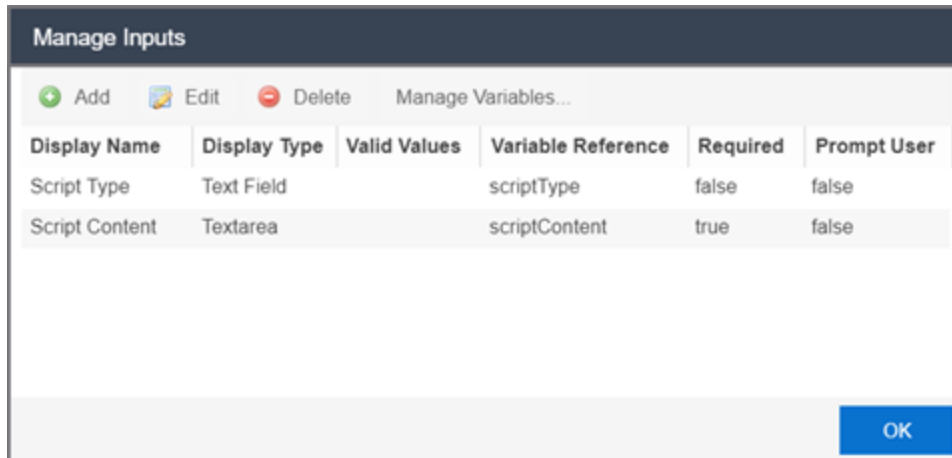 Manage Inputs
Add Edit Delete Manage Variables...
Display Name Display Type Valid Values Variable Reference Required Prompt User
Script Type Text Field scriptType false false
Script Content Textarea scriptContent true false
OK